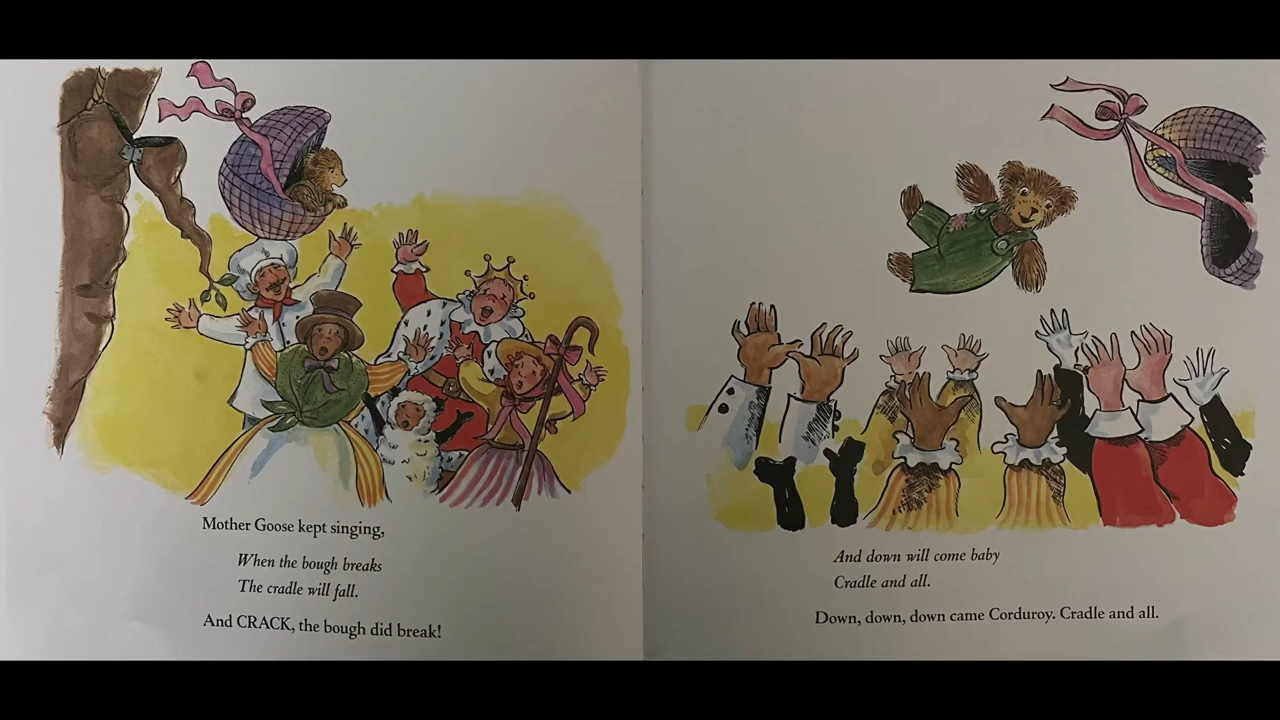 Mother Goose kept singing,
When the bough breaks
The cradle will fall.
And CRACK, the bough did break!
And down will come baby
Cradle and all.
Down, down, down came Corduroy. Cradle and all.